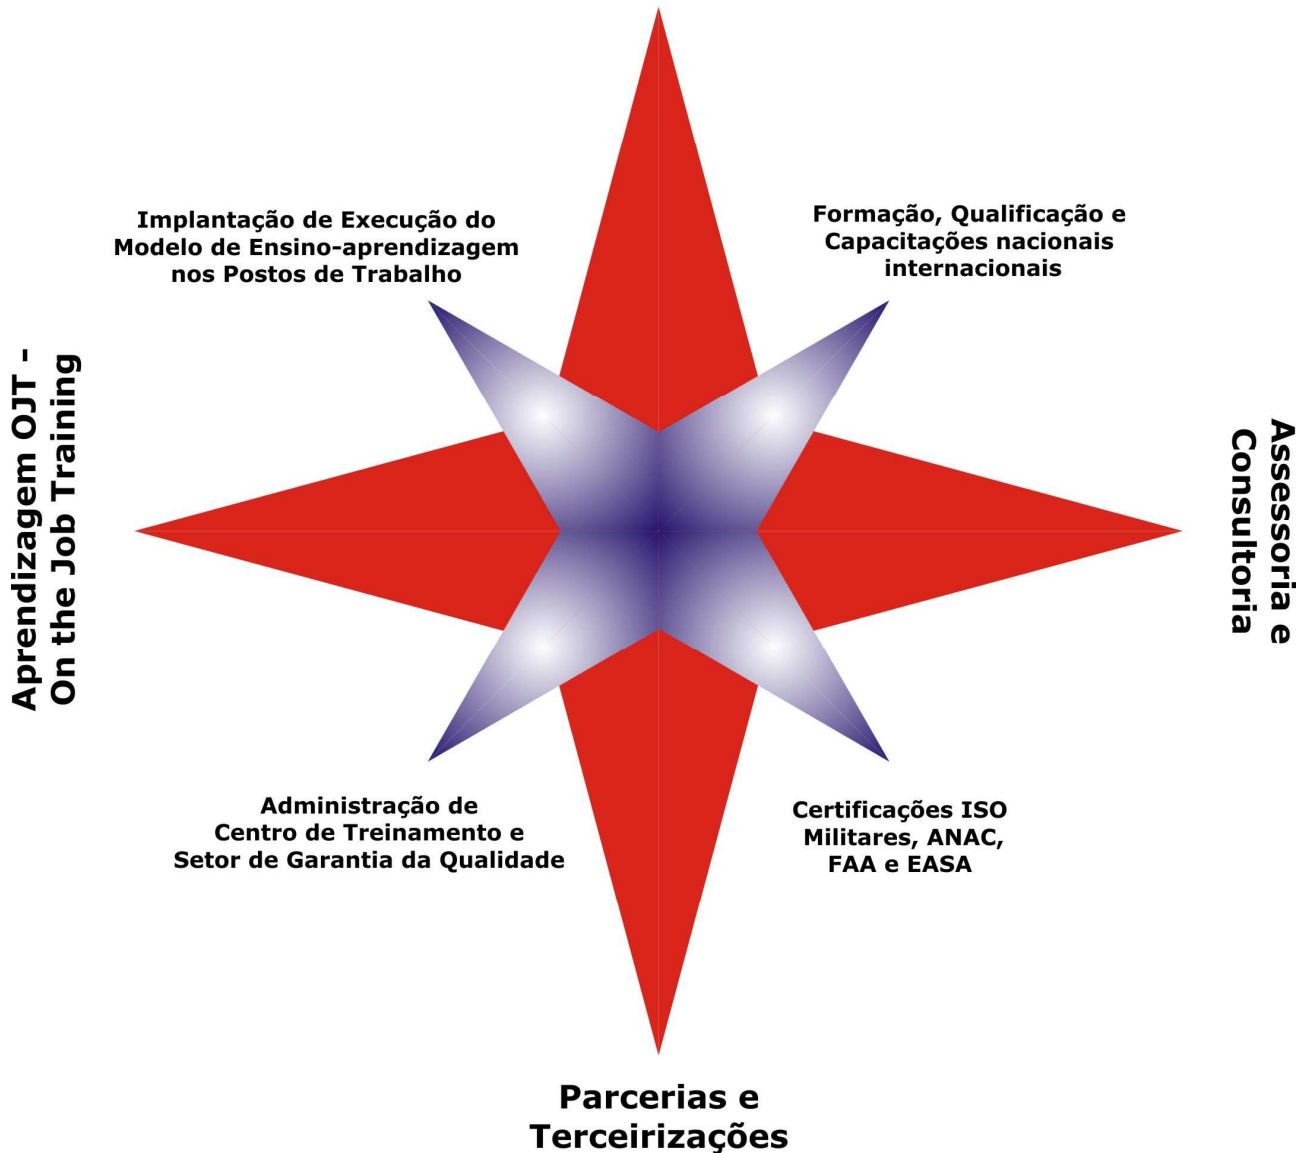 Implantação de Execução do
Modelo de Ensino-aprendizagem
nos Postos de Trabalho
Formação, Qualificação e
Capacitações nacionais
internacionais
Aprendizagem OJT -
On the Job Training
Assessoria e
Consultoria
Administração de
Centro de Treinamento e
Setor de Garantia da Qualidade
Certificações ISO
Militares, ANAC,
FAA e EASA
Parcerias e
Terceirizações